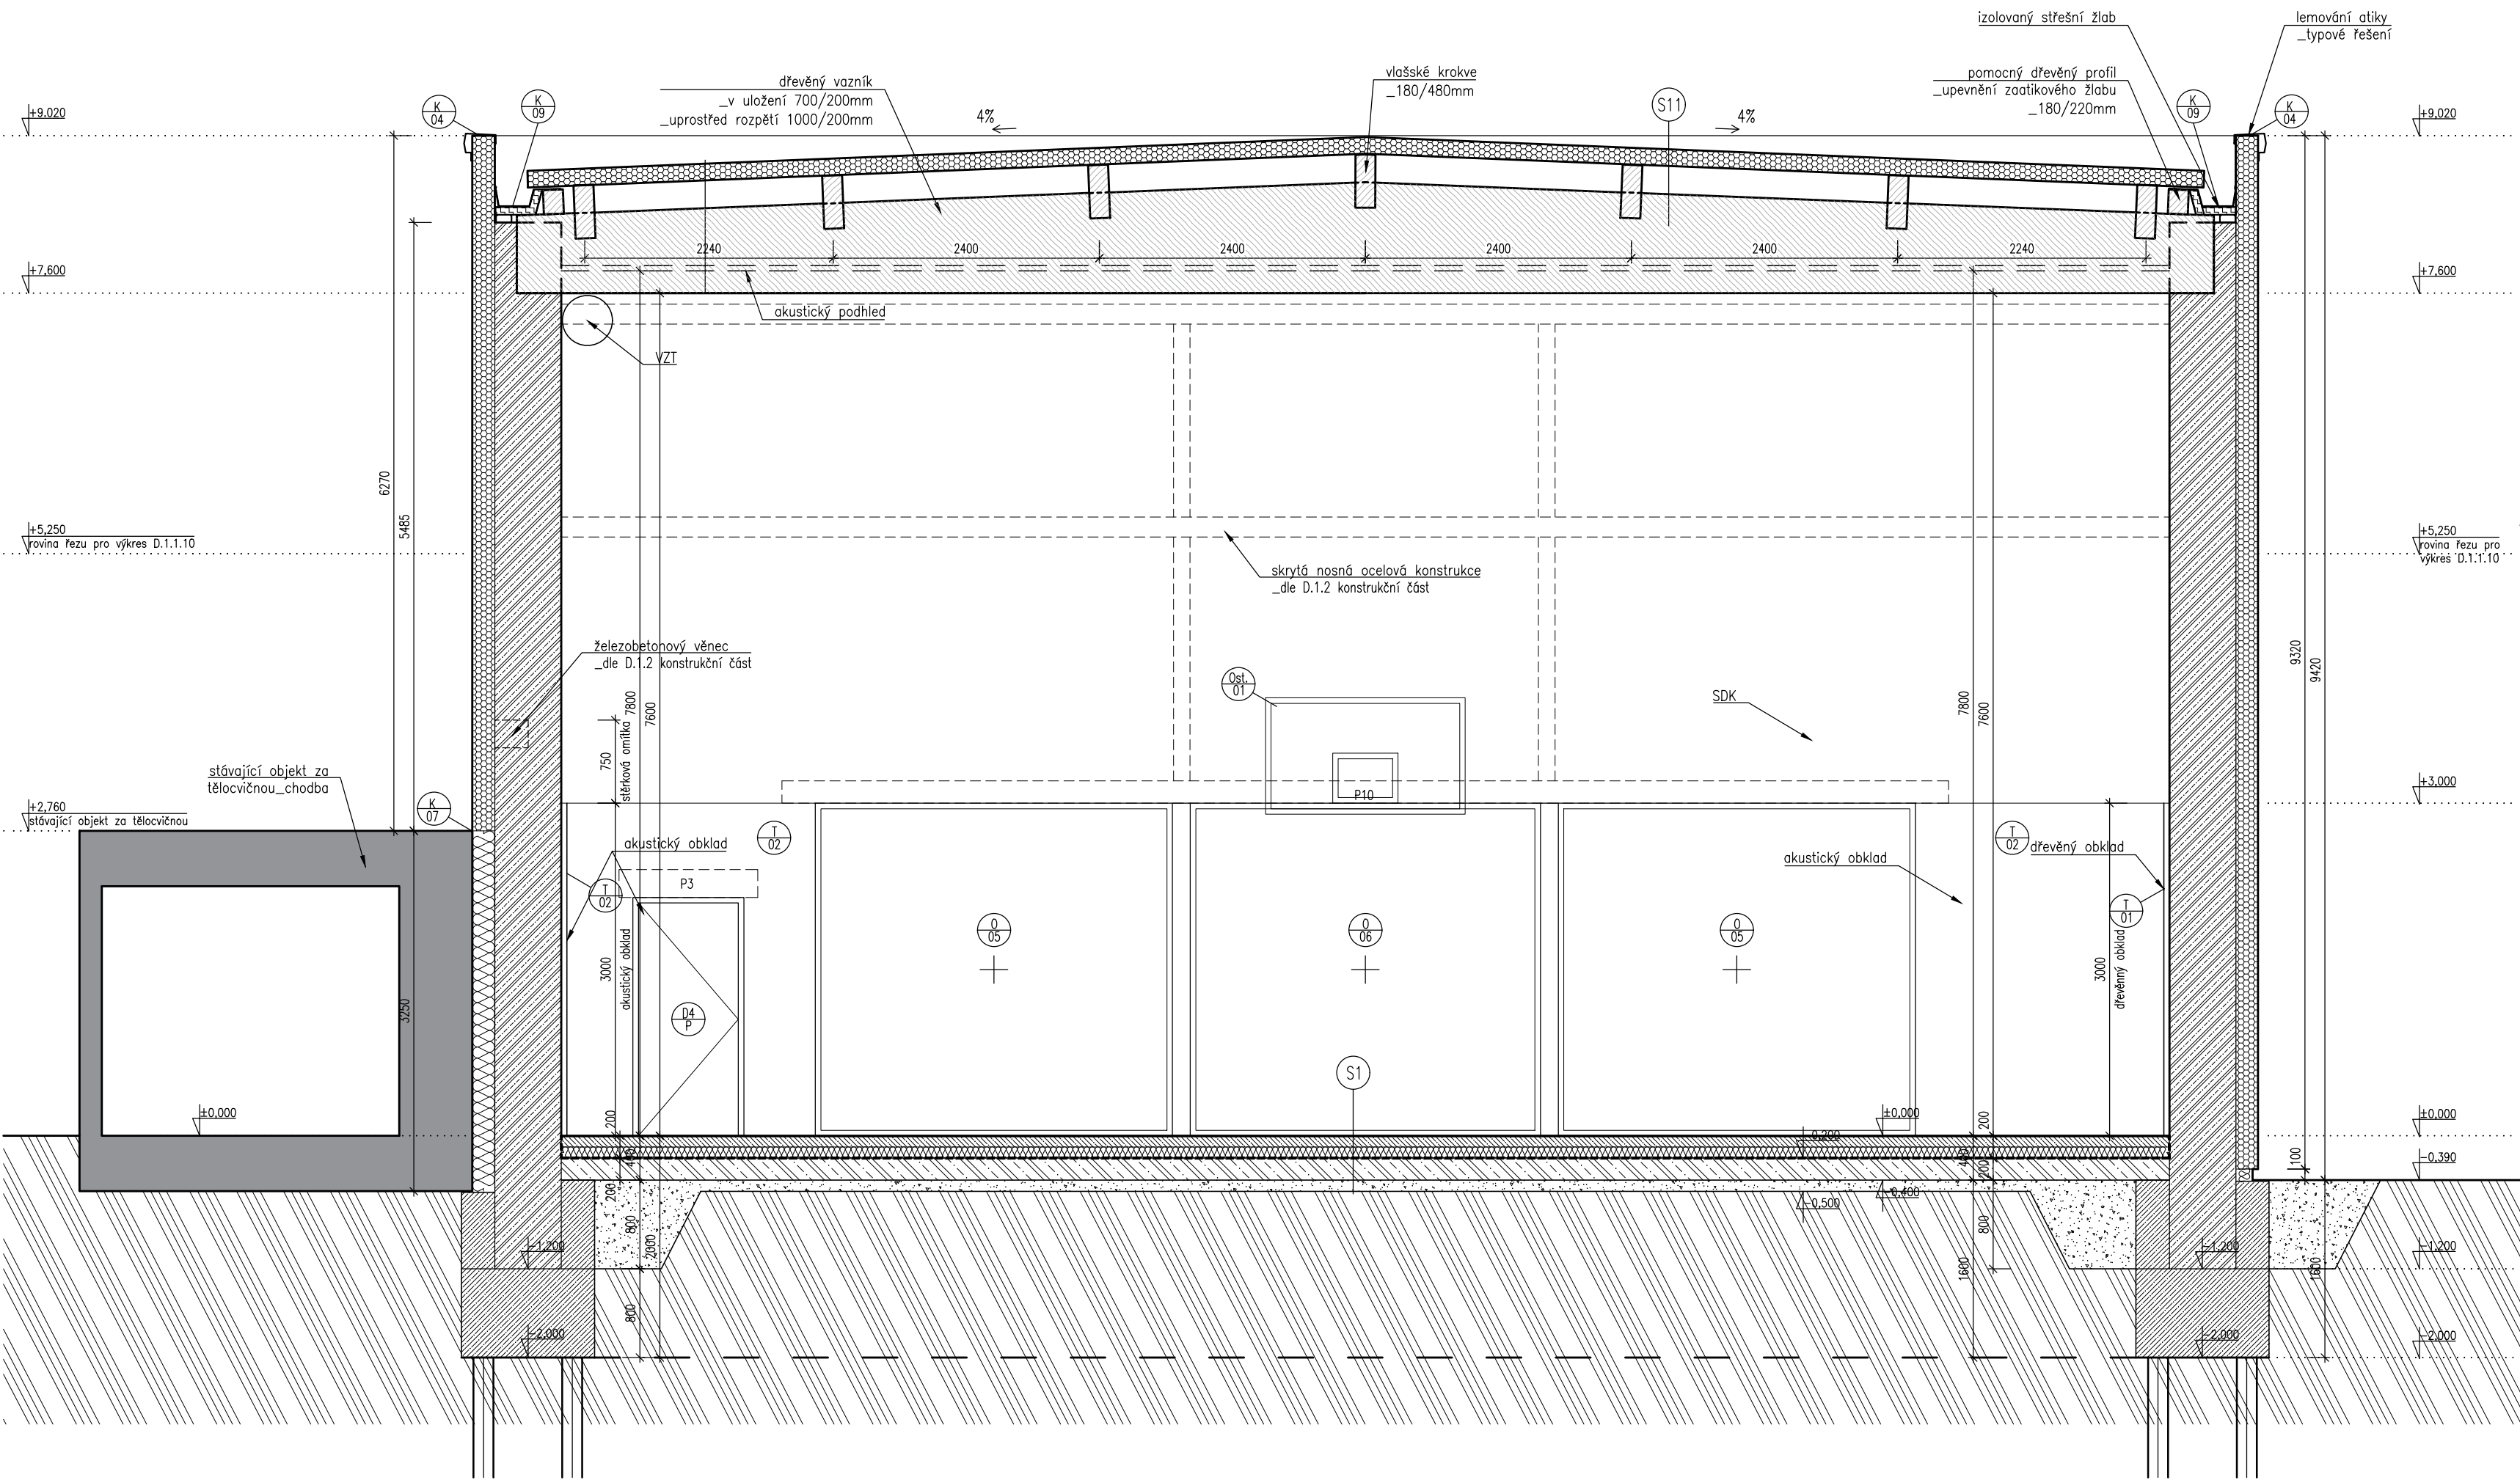 izolovaný střešní žlab
lemování atiky
_typové řešení
dřevěný vazník
_v uložení 700/200mm
_uprostřed rozpětí 1000/200mm
vlašské krokve
_180/480mm
pomocný dřevěný profil
_upevnění zaatikového žlabu
_180/220mm
K
04
K
09
S11
K
09
K
04
+9.020
4%
4%
+9,020
2240
2400
2400
2400
2400
2240
+7,600
+7,600
akustický podhled
VZT
6270
5485
+5,250
rovina řezu pro výkres D.1.1.10
+5,250
rovina řezu pro
výkres D.1.1.10
skrytá nosná ocelová konstrukce
_dle D.1.2 konstrukční část
železobetonový věnec
_dle D.1.2 konstrukční část
9320
9420
Ost.
01
SDK
7800
7600
7800
7600
750
stěrková omítka
stávající objekt za
tělocvičnou_chodba
+2,760
stávající objekt za tělocvičnou
K
07
P10
+3,000
T
02
akustický obklad
T
02
dřevěný obklad
akustický obklad
P3
T
02
T
01
O
05
O
06
O
05
3000
akustický obklad
3000
dřevěnný obklad
3250
D4
P
S1
±0,000
200
±0,000
200
±0,000
-0,200
400
400
200
100
-0,390
70
200
-0,400
-0,500
800
2000
800
1600
1600
-1,200
-1,200
-1,200
800
-2,000
-2,000
-2,000